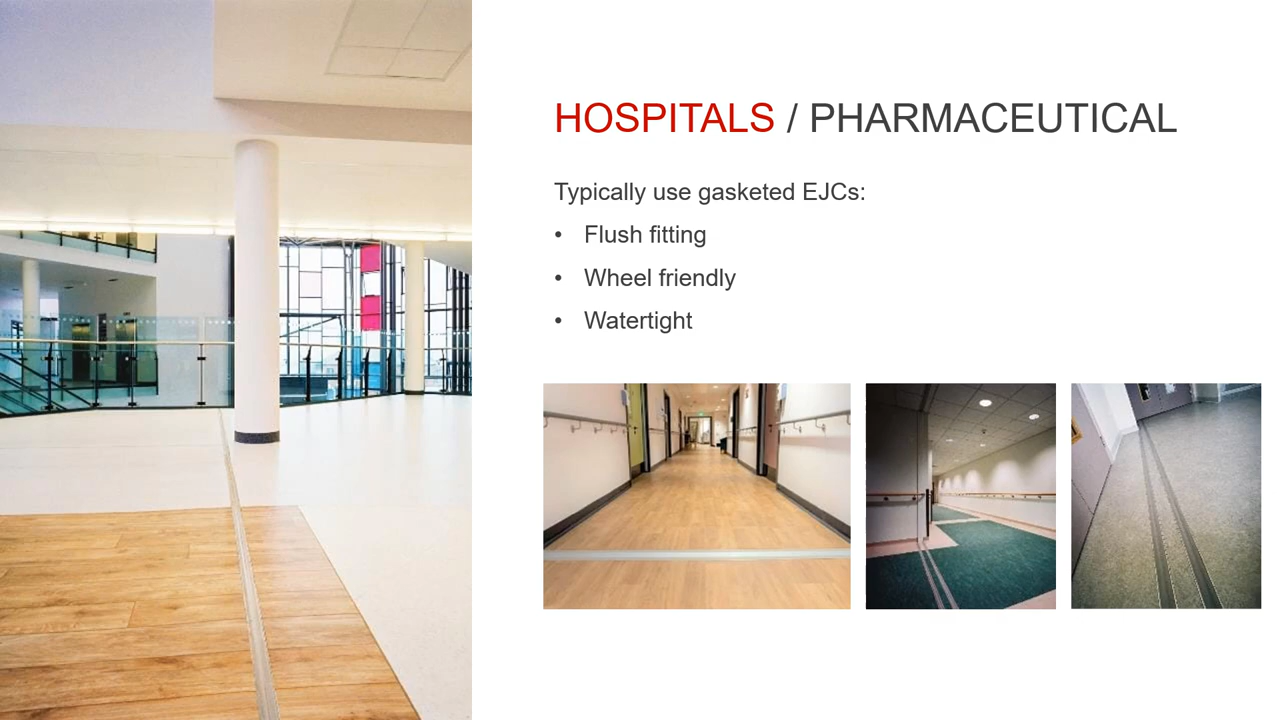 HOSPITALS / PHARMACEUTICAL
Typically use gasketed EJCs:
• Flush fitting
• Wheel friendly
• Watertight